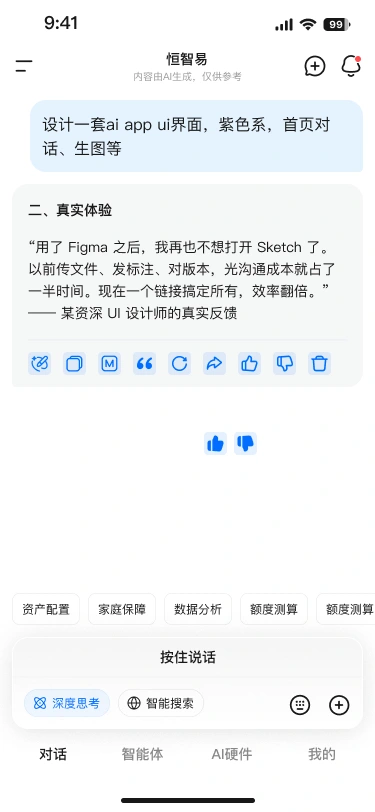 9:41
99
恒智易
内容由AI生成，仅供参考
设计一套ai app ui界面，紫色系，首页对
话、生图等
二、真实体验
“用了 Figma 之后，我再也不想打开 Sketch 了。
以前传文件、发标注、对版本，光沟通成本就占了
一半时间。现在一个链接搞定所有，效率翻倍。”
—— 某资深 UI 设计师的真实反馈
M
资产配置 家庭保障 数据分析 额度测算 额度测算
按住说话
深度思考 智能搜索
对话 智能体 AI硬件 我的